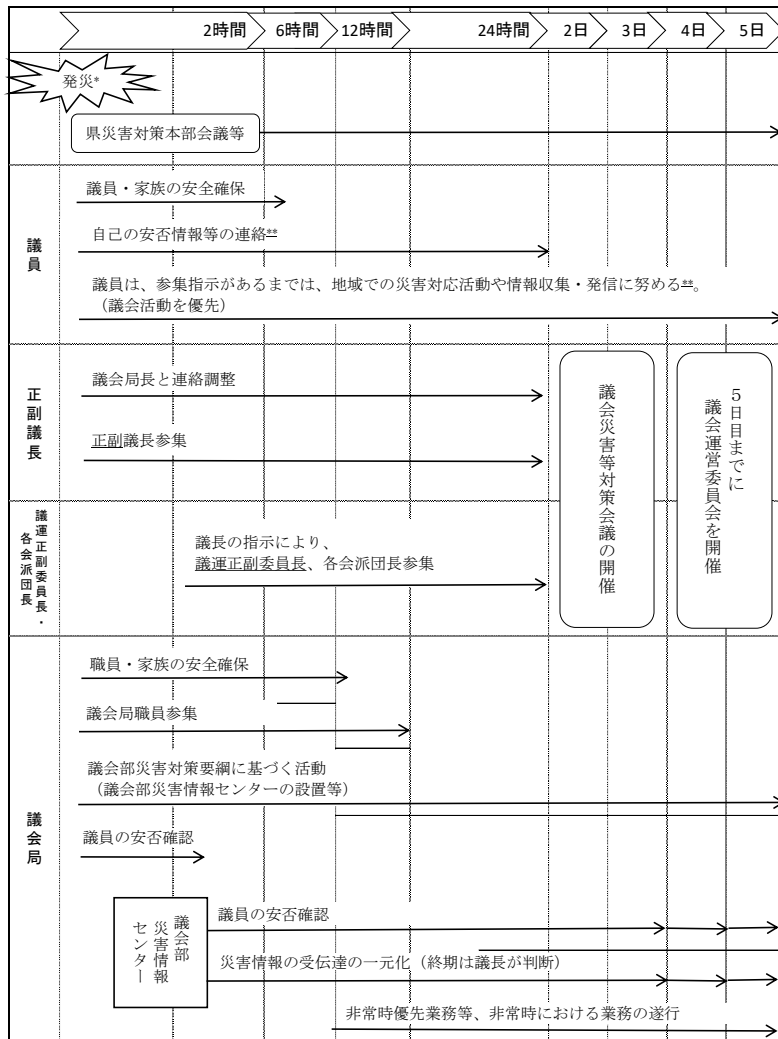 2時間 6時間 12時間 24時間 2日 3日 4日 5日
発災*
県災害対策本部会議等
議員
議員・家族の安全確保
自己の安否情報等の連絡**
議員は、参集指示があるまでは、地域での災害対応活動や情報収集・発信に努める**。
（議会活動を優先）
正副議長
議会局長と連絡調整
正副議長参集
議会災害等対策会議の開催
5日目までに
議会運営委員会を開催
議運正副委員長・
各会派団長
議長の指示により、
議運正副委員長、各会派団長参集
議会局
職員・家族の安全確保
議会局職員参集
議会部災害対策要綱に基づく活動
（議会部災害情報センターの設置等）
議員の安否確認
議会部
災害情報
センター
議員の安否確認
災害情報の受伝達の一元化（終期は議長が判断）
非常時優先業務等、非常時における業務の遂行